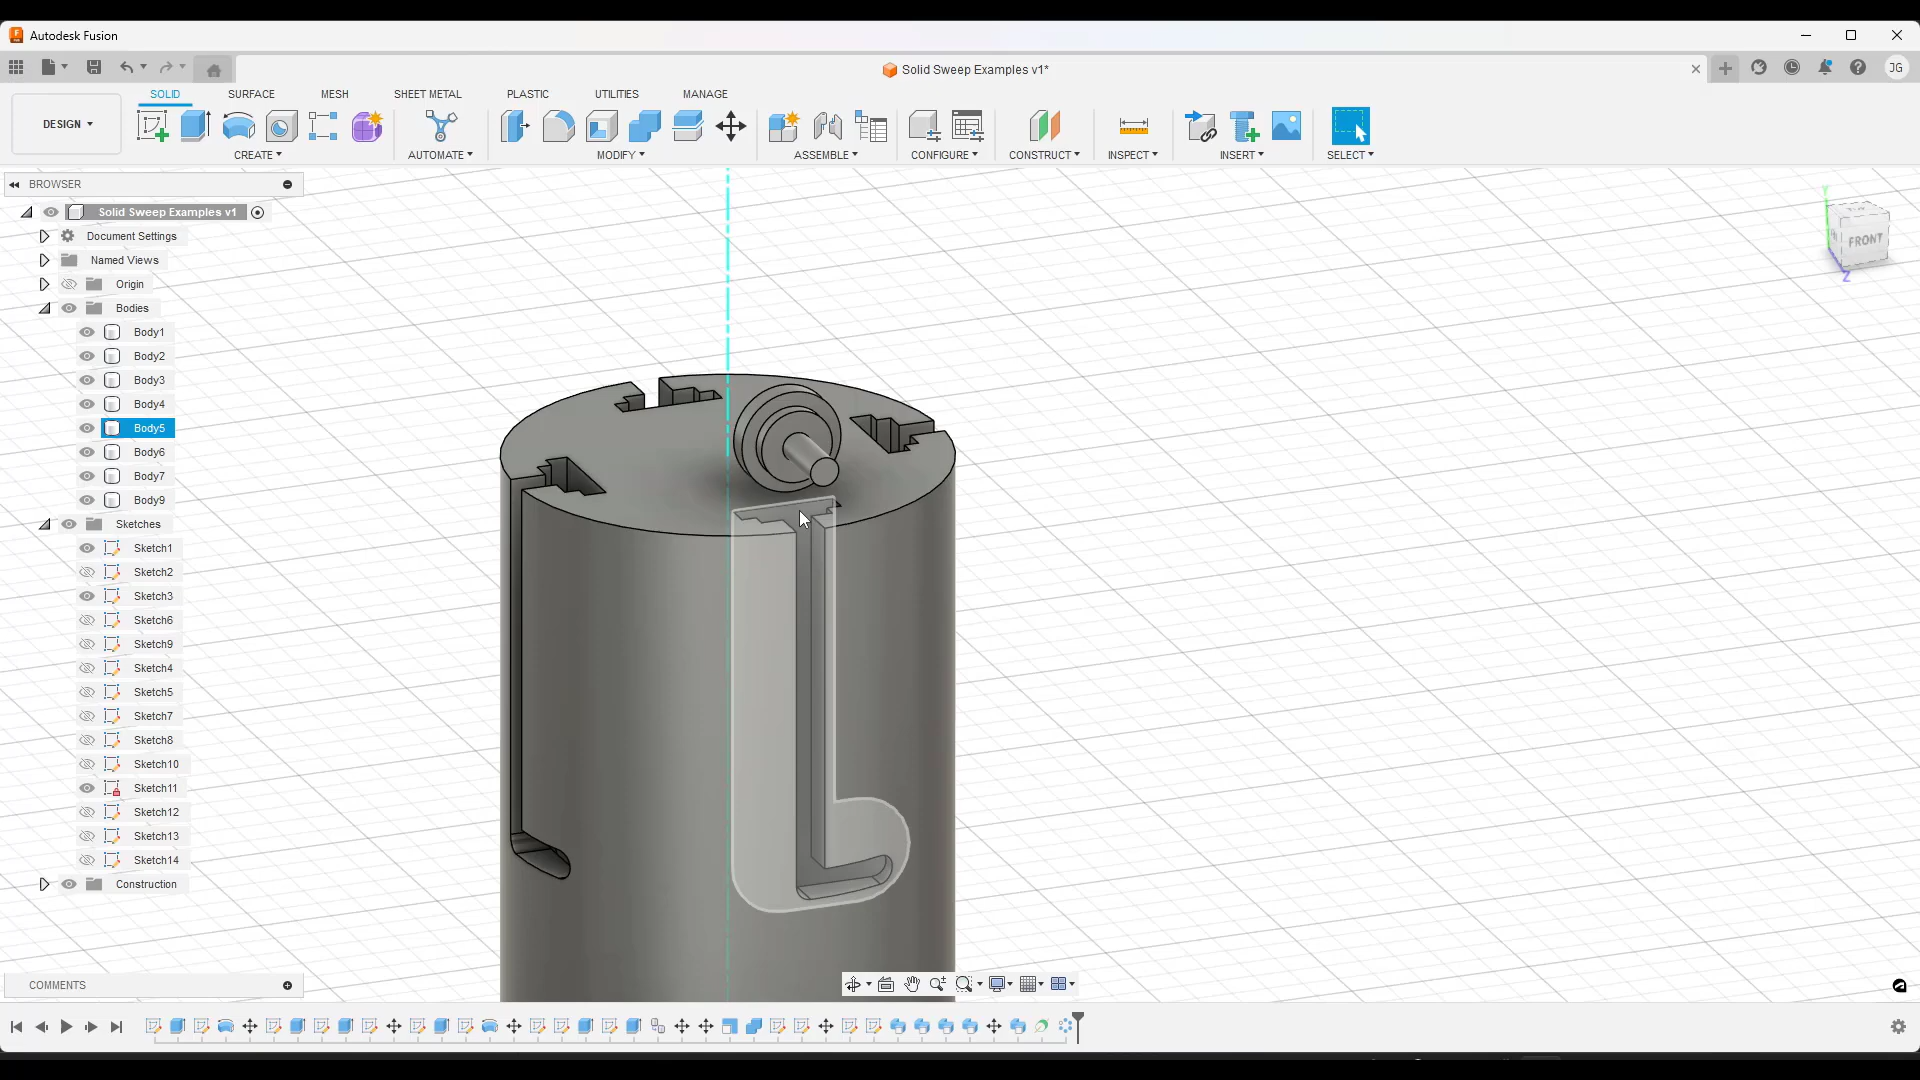 Autodesk Fusion
Solid Sweep Examples v1*
JG
DESIGN
SOLID
SURFACE
MESH
SHEET METAL
PLASTIC
UTILITIES
MANAGE
CREATE
AUTOMATE
MODIFY
ASSEMBLE
CONFIGURE
CONSTRUCT
INSPECT
INSERT
SELECT
BROWSER
Solid Sweep Examples v1
Document Settings
Named Views
Origin
Bodies
Body1
Body2
Body3
Body4
Body5
Body6
Body7
Body9
Sketches
Sketch1
Sketch2
Sketch3
Sketch6
Sketch9
Sketch4
Sketch5
Sketch7
Sketch8
Sketch10
Sketch11
Sketch12
Sketch13
Sketch14
Construction
Y
FRONT
Z
COMMENTS